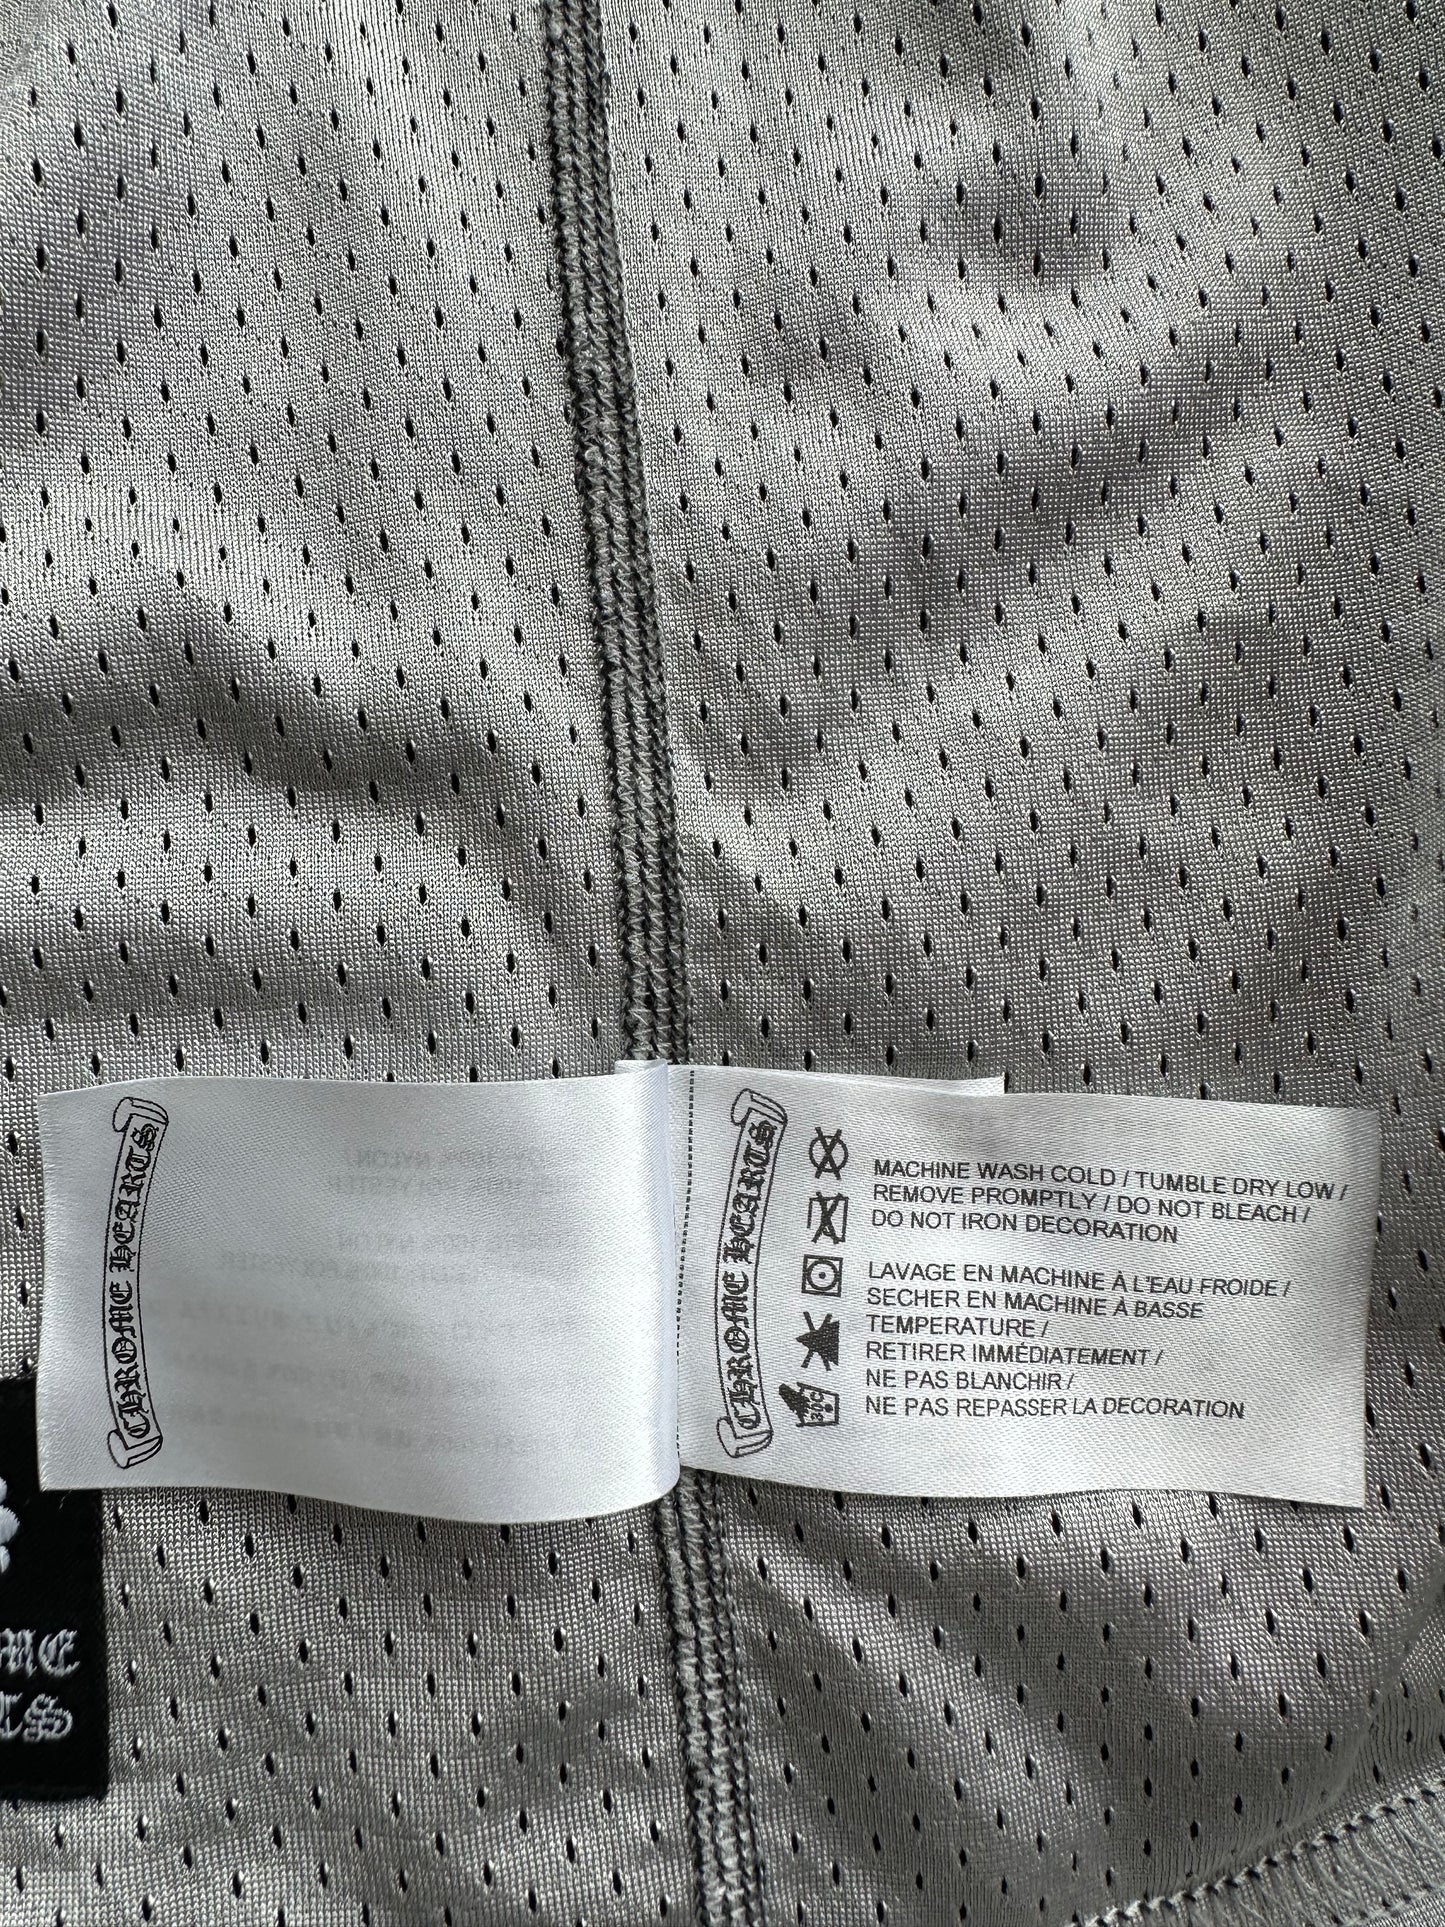 CHROME HEARTS
CHROME HEARTS
MACHINE WASH COLD / TUMBLE DRY LOW /
REMOVE PROMPTLY / DO NOT BLEACH /
DO NOT IRON DECORATION
LAVAGE EN MACHINE À L'EAU FROIDE /
SECHER EN MACHINE À BASSE
TEMPERATURE /
RETIRER IMMÉDIATEMENT /
NE PAS BLANCHIR /
NE PAS REPASSER LA DECORATION
30C